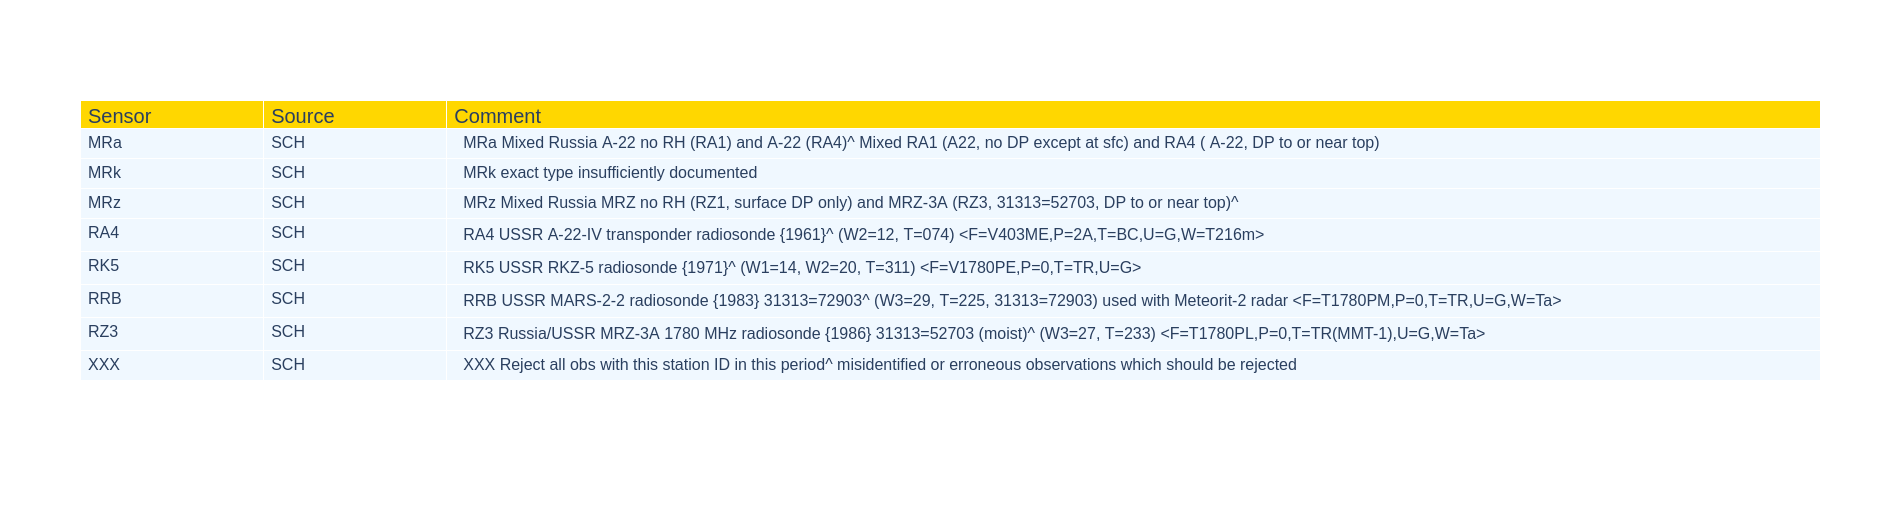 Sensor Source Comment
MRa SCH MRa Mixed Russia A-22 no RH (RA1) and A-22 (RA4)^ Mixed RA1 (A22, no DP except at sfc) and RA4 ( A-22, DP to or near top)
MRk SCH MRk exact type insufficiently documented
MRz SCH MRz Mixed Russia MRZ no RH (RZ1, surface DP only) and MRZ-3A (RZ3, 31313=52703, DP to or near top)^
RA4 SCH RA4 USSR A-22-IV transponder radiosonde {1961}^ (W2=12, T=074) <F=V403ME,P=2A,T=BC,U=G,W=T216m>
RK5 SCH RK5 USSR RKZ-5 radiosonde {1971}^ (W1=14, W2=20, T=311) <F=V1780PE,P=0,T=TR,U=G>
RRB SCH RRB USSR MARS-2-2 radiosonde {1983} 31313=72903^ (W3=29, T=225, 31313=72903) used with Meteorit-2 radar <F=T1780PM,P=0,T=TR,U=G,W=Ta>
RZ3 SCH RZ3 Russia/USSR MRZ-3A 1780 MHz radiosonde {1986} 31313=52703 (moist)^ (W3=27, T=233) <F=T1780PL,P=0,T=TR(MMT-1),U=G,W=Ta>
XXX SCH XXX Reject all obs with this station ID in this period^ misidentified or erroneous observations which should be rejected